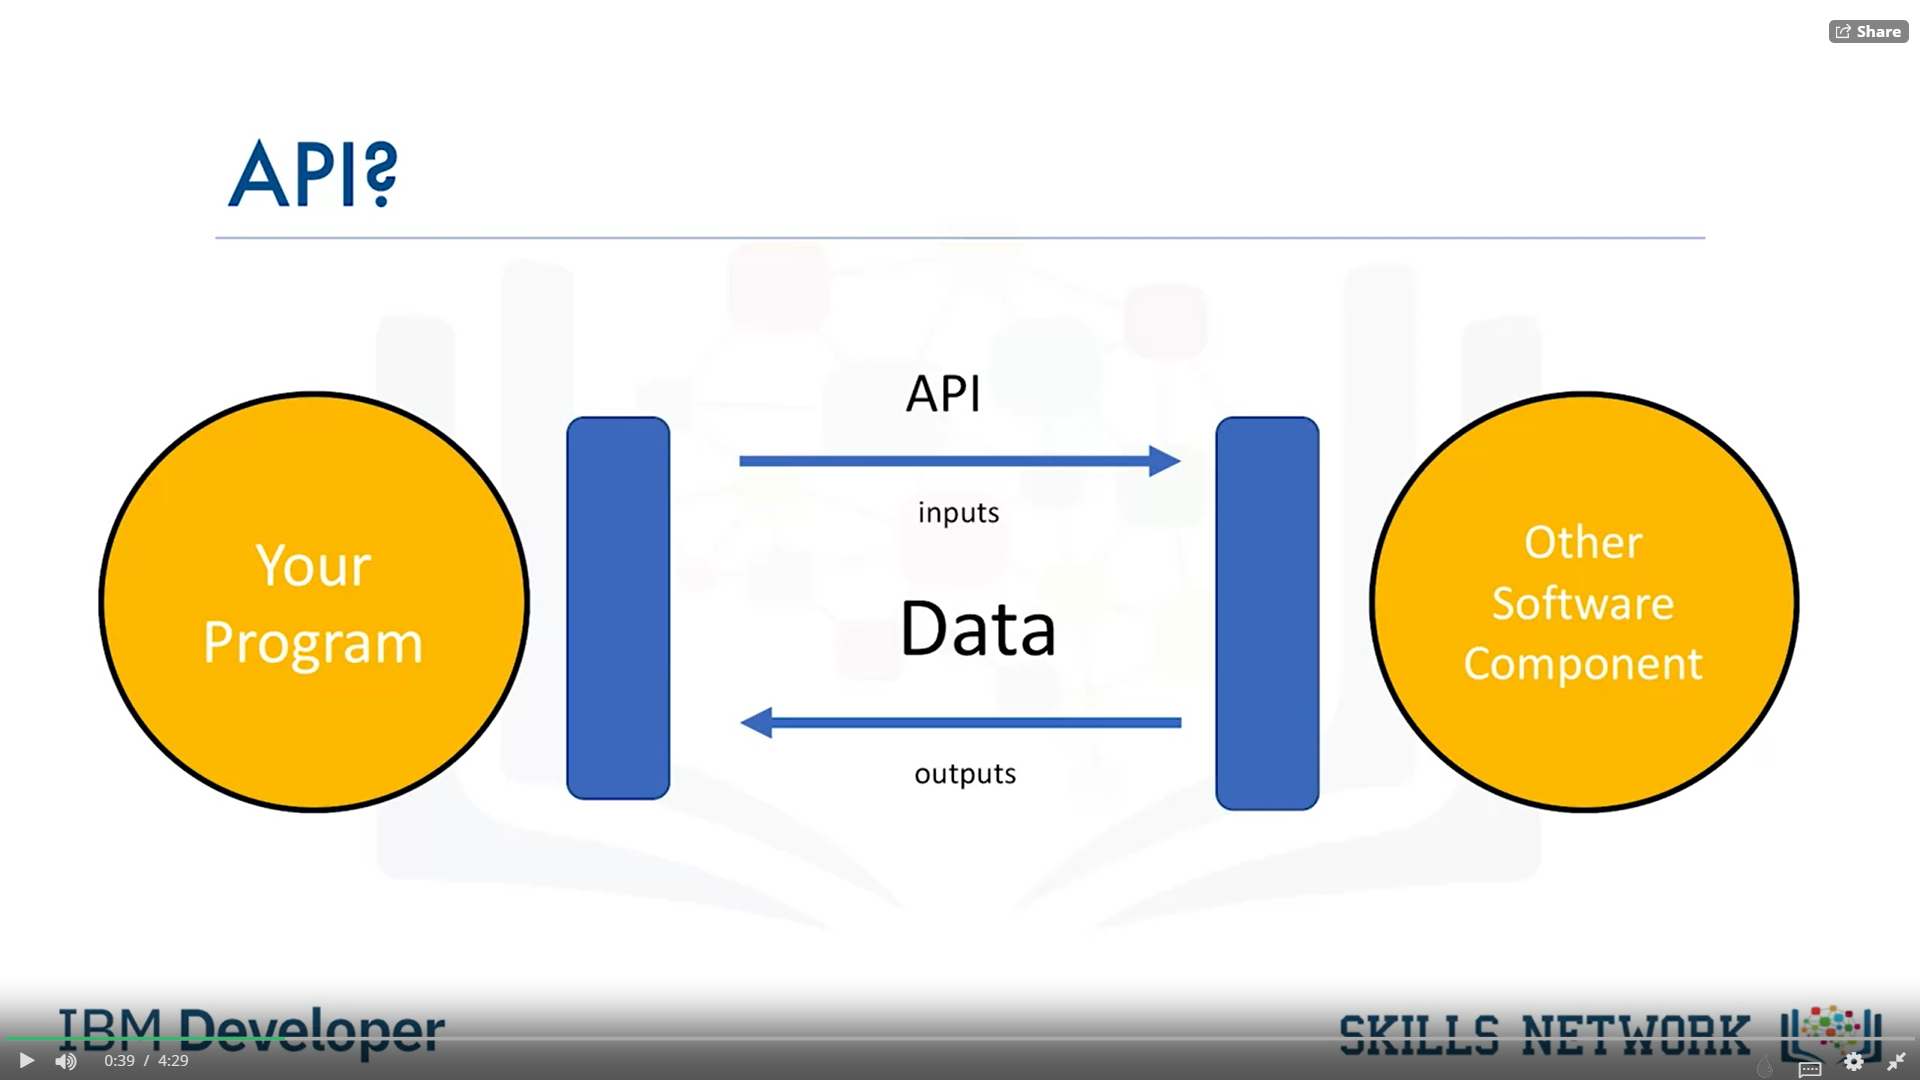 Share
API?
API
inputs
Your
Program
Data
Other
Software
Component
outputs
IBM Developer
SKILLS NETWORK
0:39 / 4:29